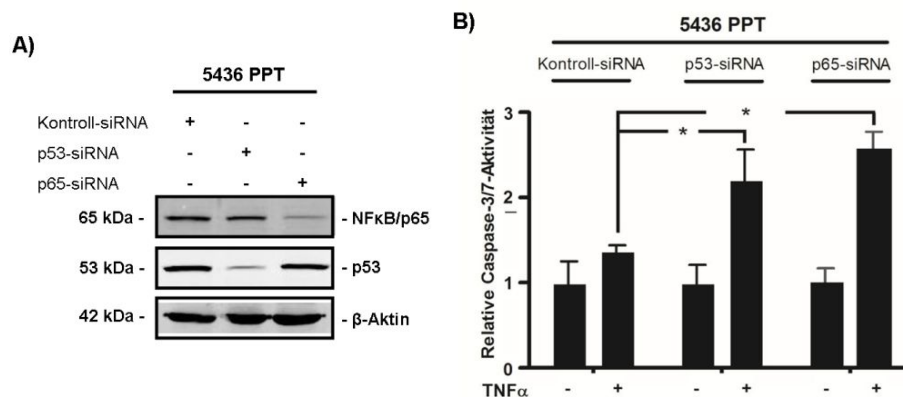 A)
5436 PPT
Kontroll-siRNA + - -
p53-siRNA - + -
p65-siRNA - - +
65 kDa - - NFκB/p65
53 kDa - - p53
42 kDa - - β-Aktin
B)
5436 PPT
Kontroll-siRNA p53-siRNA p65-siRNA
Relative Caspase-3/7-Aktivität
3
2
1
0
*
*
TNFα - + - + - +